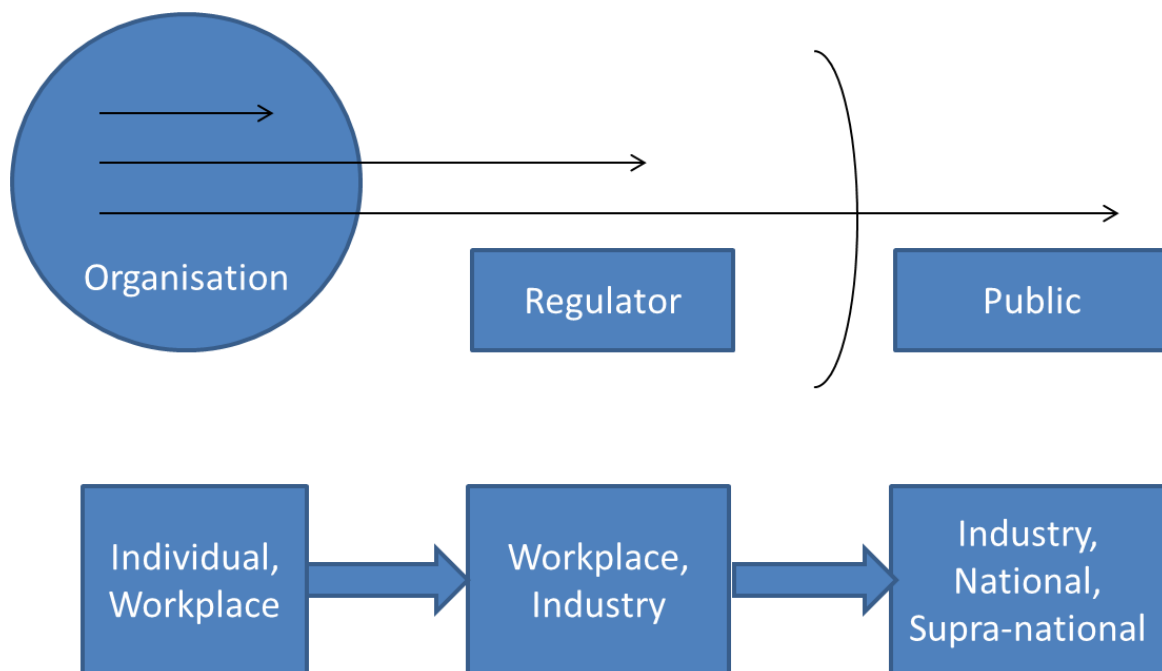 Organisation
Regulator
Public
Individual,
Workplace
Workplace,
Industry
Industry,
National,
Supra-national